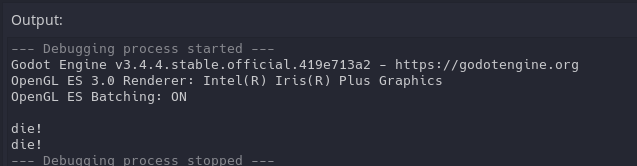 Output:
--- Debugging process started ---
Godot Engine v3.4.4.stable.official.419e713a2 - https://godotengine.org
OpenGL ES 3.0 Renderer: Intel(R) Iris(R) Plus Graphics
OpenGL ES Batching: ON
die!
die!
--- Debugging process stopped ---